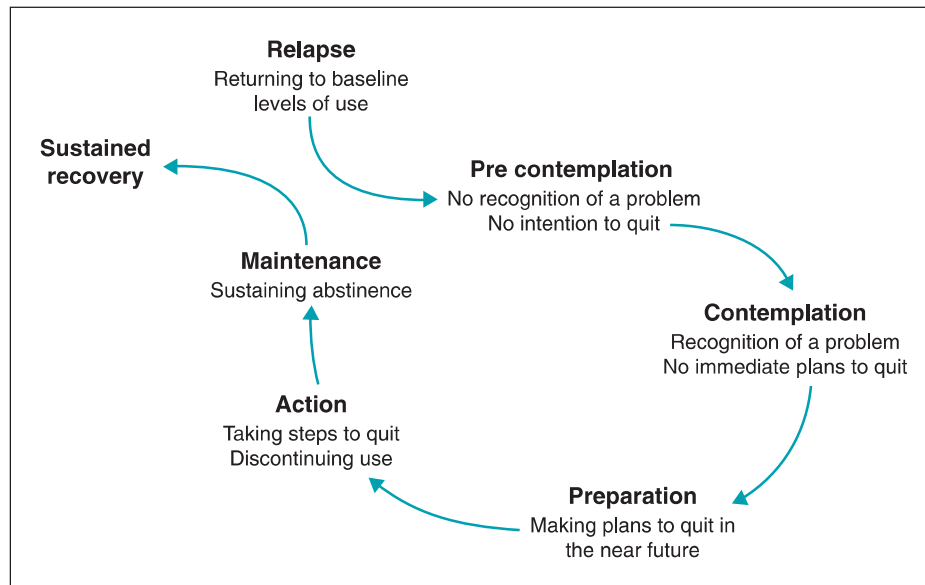 Relapse
Returning to baseline
levels of use
Sustained
recovery
Pre contemplation
No recognition of a problem
No intention to quit
Maintenance
Sustaining abstinence
Contemplation
Recognition of a problem
No immediate plans to quit
Action
Taking steps to quit
Discontinuing use
Preparation
Making plans to quit in
the near future